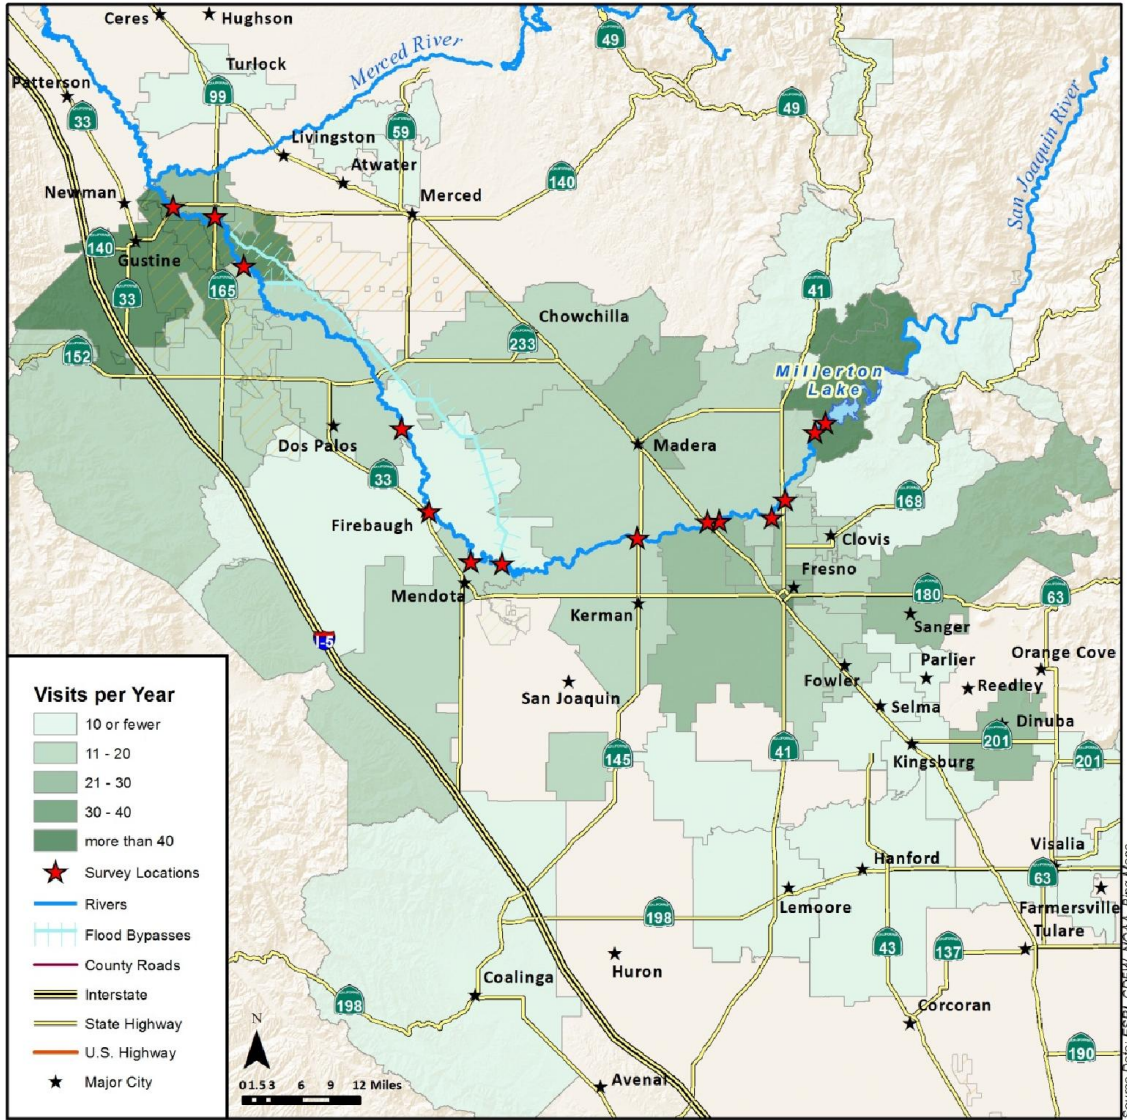 Ceres
Hughson
Merced River
49
Turlock
Patterson
99
49
33
59
Livingston
Atwater
140
San Joaquin River
Newman
Merced
140
Gustine
33
165
41
Chowchilla
233
152
Millerton
Lake
Dos Palos
Madera
33
168
Firebaugh
Clovis
Fresno
Mendota
Kerman
180
63
Sanger
I-5
Parlier
Orange Cove
Fowler
Reedley
San Joaquin
Selma
Dinuba
201
145
41
Kingsburg
201
Visalia
Hanford
63
Lemoore
Farmersville
198
Tulare
43
137
Huron
Coalinga
198
Corcoran
190
Avenal
Visits per Year
10 or fewer
11 - 20
21 - 30
30 - 40
more than 40
Survey Locations
Rivers
Flood Bypasses
County Roads
Interstate
State Highway
U.S. Highway
Major City
N
0 1.5 3 6 9 12 Miles